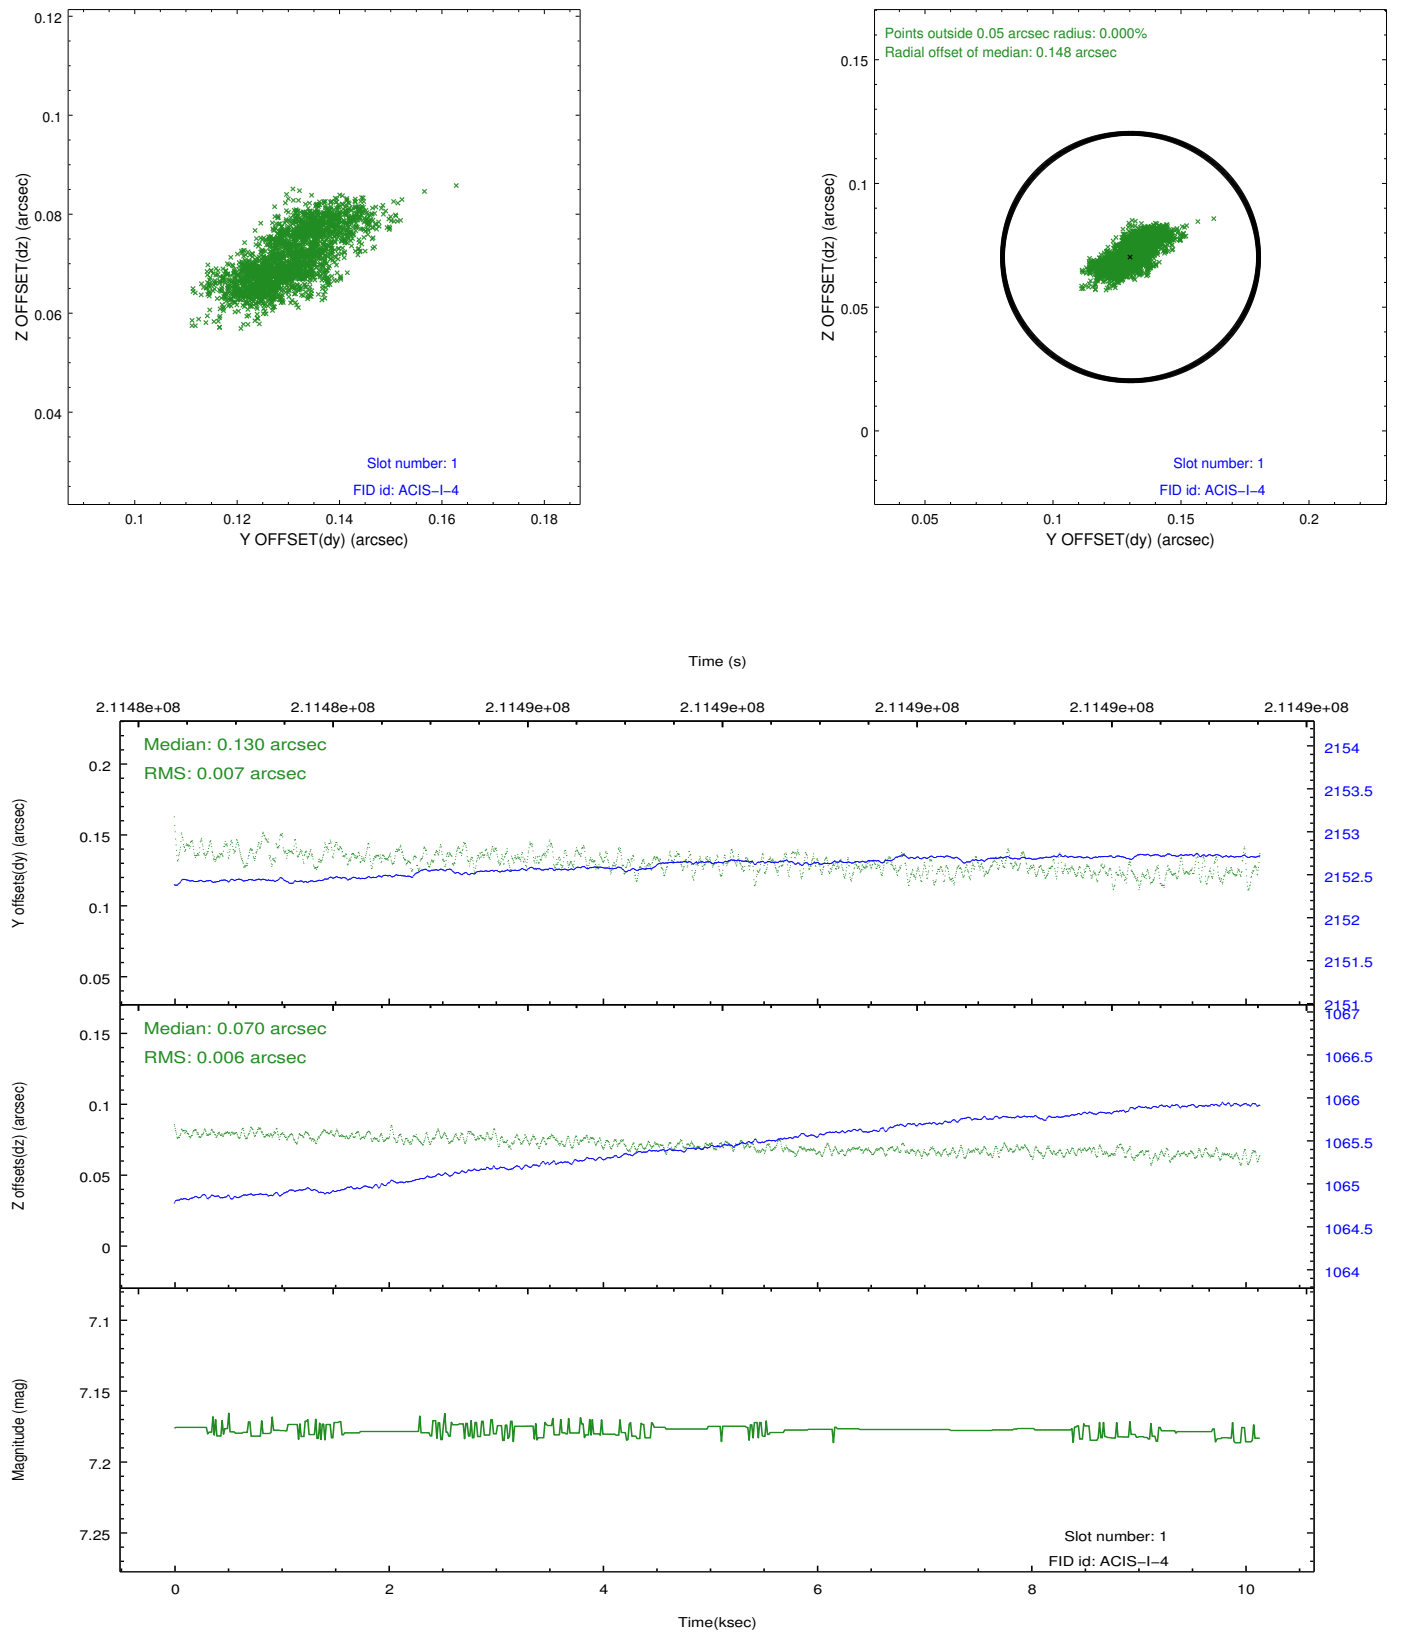 0.12
0.1
0.08
0.06
0.04
Z OFFSET(dz) (arcsec)
Slot number: 1
FID id: ACIS−I−4
0.1 0.12 0.14 0.16 0.18
Y OFFSET(dy) (arcsec)
Points outside 0.05 arcsec radius: 0.000%
Radial offset of median: 0.148 arcsec
0.15
0.1
0.05
0
Z OFFSET(dz) (arcsec)
Slot number: 1
FID id: ACIS−I−4
0.05 0.1 0.15 0.2
Y OFFSET(dy) (arcsec)
Time (s)
2.1148e+08 2.1148e+08 2.1149e+08 2.1149e+08 2.1149e+08 2.1149e+08 2.1149e+08
Median: 0.130 arcsec
RMS: 0.007 arcsec
0.2
0.15
0.1
0.05
Y offsets(dy) (arcsec)
2154
2153.5
2153
2152.5
2152
2151.5
2151
Median: 0.070 arcsec
RMS: 0.006 arcsec
0.15
0.1
0.05
0
Z offsets(dz) (arcsec)
1067
1066.5
1066
1065.5
1065
1064.5
1064
7.1
7.15
7.2
7.25
Magnitude (mag)
Slot number: 1
FID id: ACIS−I−4
0 2 4 6 8 10
Time(ksec)